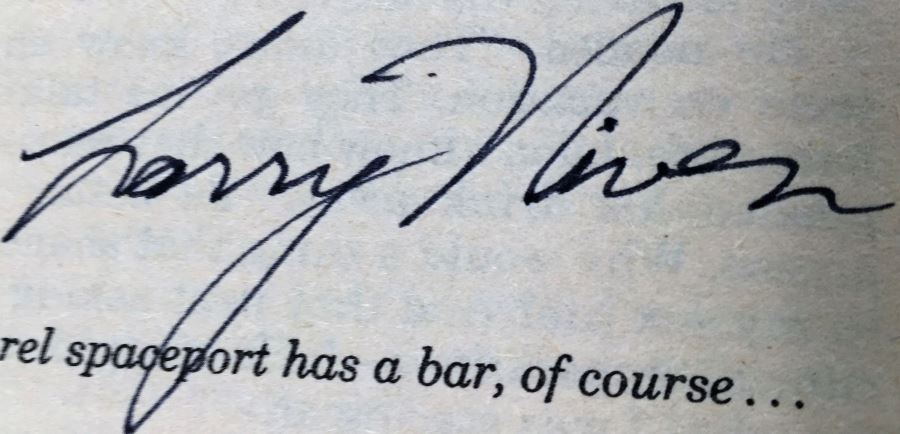 Larry Niven
rel spaceport has a bar, of course...